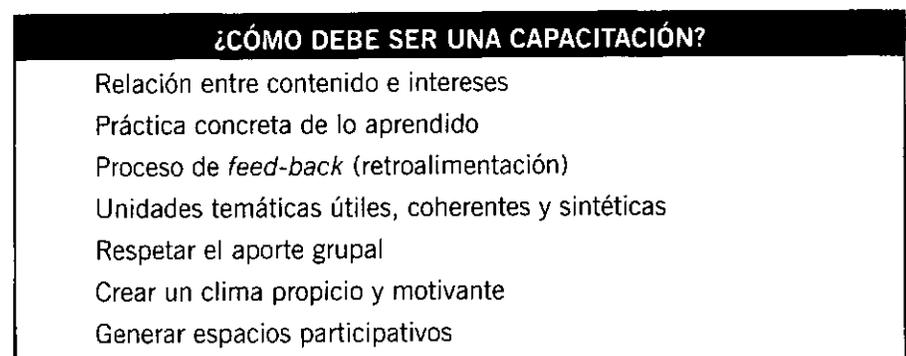 ¿CÓMO DEBE SER UNA CAPACITACIÓN?
Relación entre contenido e intereses
Práctica concreta de lo aprendido
Proceso de feed-back (retroalimentación)
Unidades temáticas útiles, coherentes y sintéticas
Respetar el aporte grupal
Crear un clima propicio y motivante
Generar espacios participativos